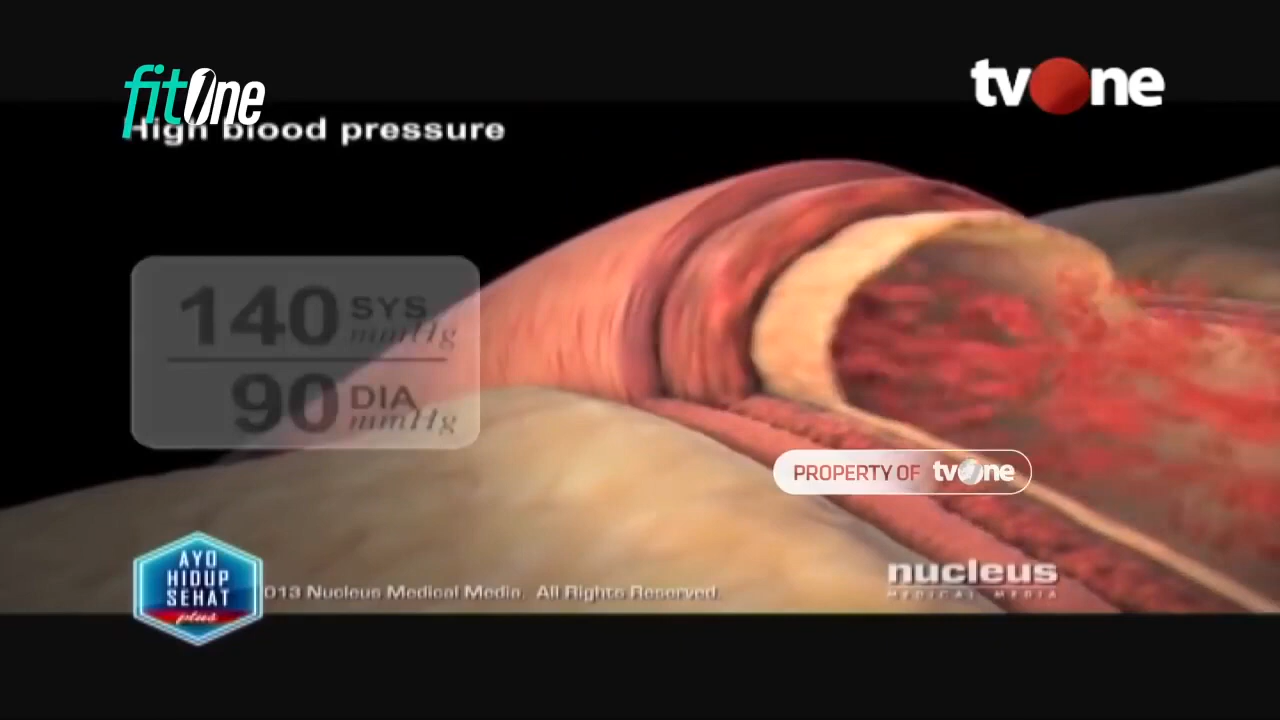 fitOne
tvOne
High blood pressure
140 SYS mmHg
90 DIA mmHg
PROPERTY OF tvOne
AYO
HIDUP
SEHAT
plus
013 Nucleus Medical Media. All Rights Reserved.
nucleus
MEDICAL MEDIA